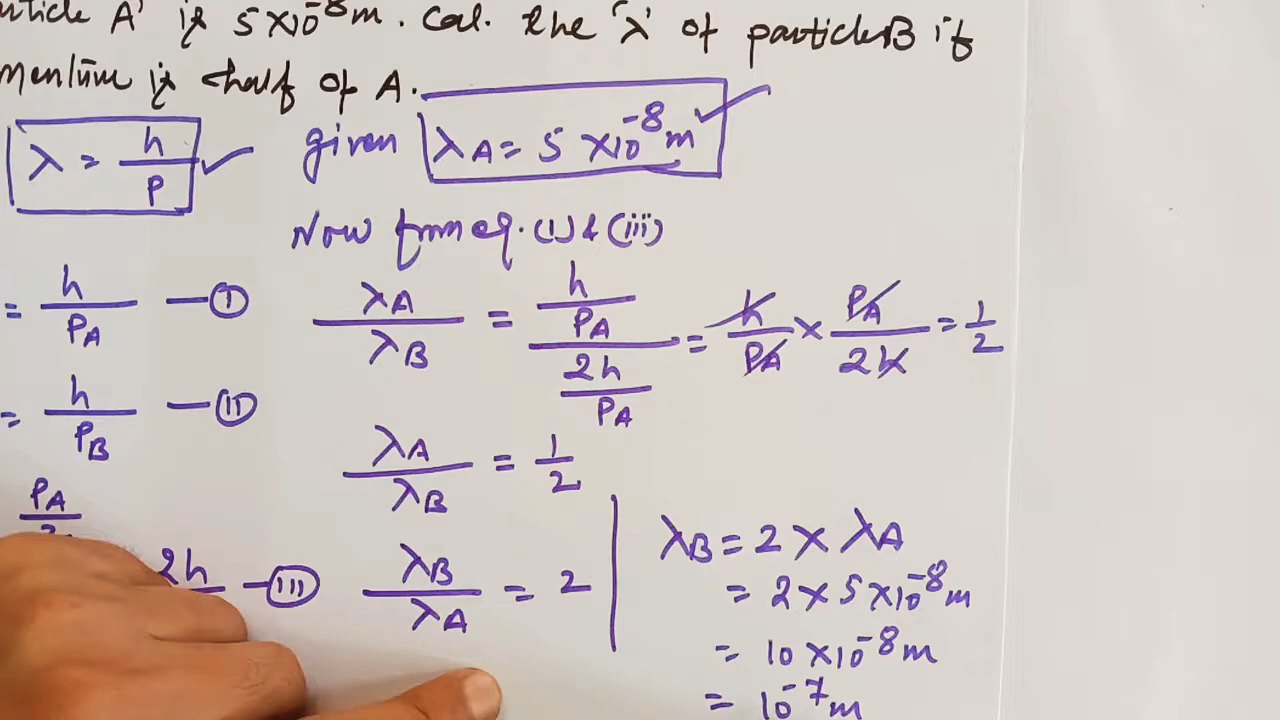 rticle A' is 5×10⁻⁸m. Cal. the 'λ' of particle B if
mentum is half of A.
λ = h/P
given λA = 5×10⁻⁸m
Now from eq. (i) & (iii)
= h/PA — (i)
= h/PB — (ii)
PA/
2h — (iii)
λA/λB = (h/PA)/(2h/PA) = h/PA × PA/2h = 1/2
λA/λB = 1/2
λB/λA = 2
λB = 2 × λA
= 2 × 5×10⁻⁸m
= 10×10⁻⁸m
= 10⁻⁷m